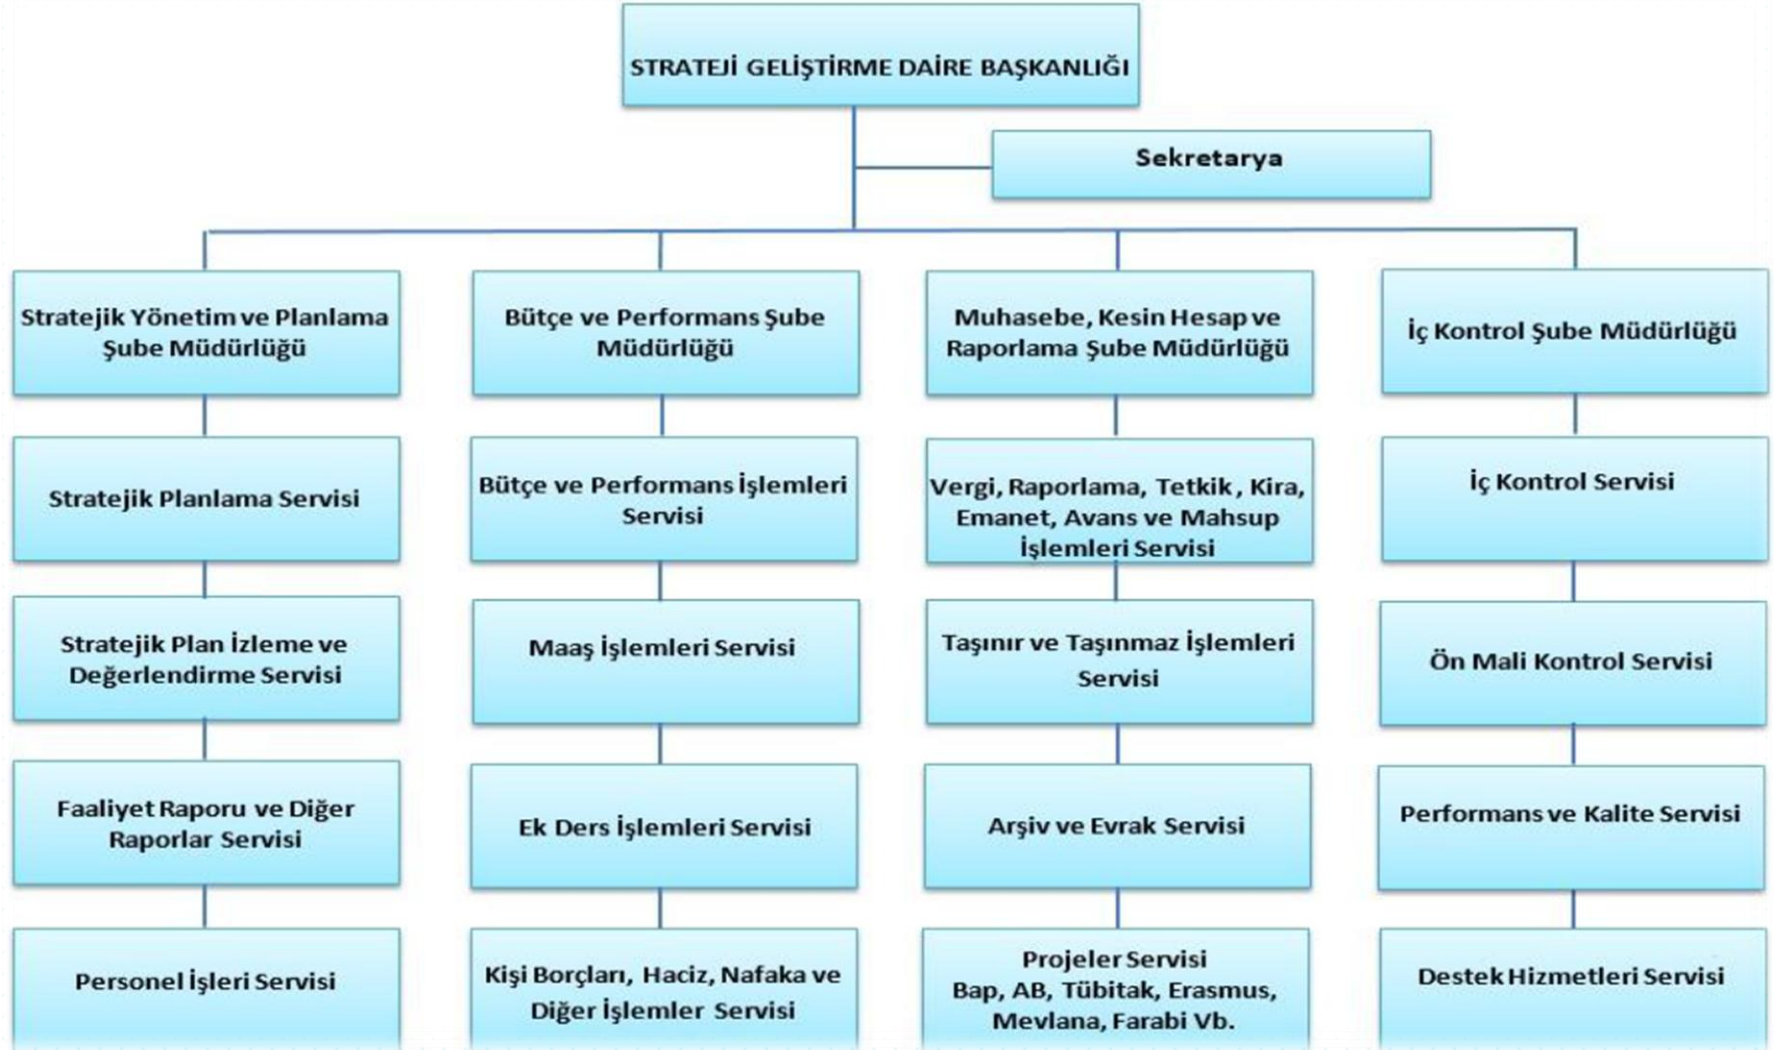 STRATEJİ GELİŞTİRME DAİRE BAŞKANLIĞI
Sekretarya
Stratejik Yönetim ve Planlama
Şube Müdürlüğü
Bütçe ve Performans Şube
Müdürlüğü
Muhasebe, Kesin Hesap ve
Raporlama Şube Müdürlüğü
İç Kontrol Şube Müdürlüğü
Stratejik Planlama Servisi
Bütçe ve Performans İşlemleri
Servisi
Vergi, Raporlama, Tetkik, Kira,
Emanet, Avans ve Mahsup
İşlemleri Servisi
İç Kontrol Servisi
Stratejik Plan İzleme ve
Değerlendirme Servisi
Maaş İşlemleri Servisi
Taşınır ve Taşınmaz İşlemleri
Servisi
Ön Mali Kontrol Servisi
Faaliyet Raporu ve Diğer
Raporlar Servisi
Ek Ders İşlemleri Servisi
Arşiv ve Evrak Servisi
Performans ve Kalite Servisi
Personel İşleri Servisi
Kişi Borçları, Haciz, Nafaka ve
Diğer İşlemler Servisi
Projeler Servisi
Bap, AB, Tübitak, Erasmus,
Mevlana, Farabi Vb.
Destek Hizmetleri Servisi